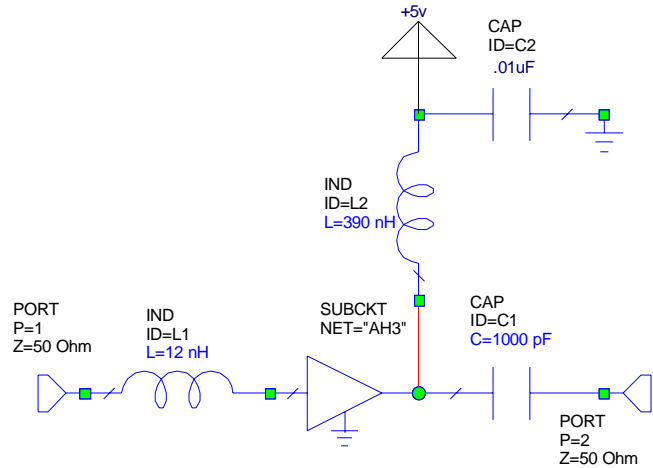 +5v
CAP
ID=C2
.01uF
IND
ID=L2
L=390 nH
PORT
P=1
Z=50 Ohm
IND
ID=L1
L=12 nH
SUBCKT
NET="AH3"
CAP
ID=C1
C=1000 pF
PORT
P=2
Z=50 Ohm